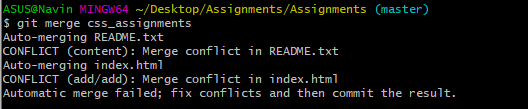 ASUS@Navin MINGW64 ~/Desktop/Assignments/Assignments (master)
$ git merge css_assignments
Auto-merging README.txt
CONFLICT (content): Merge conflict in README.txt
Auto-merging index.html
CONFLICT (add/add): Merge conflict in index.html
Automatic merge failed; fix conflicts and then commit the result.